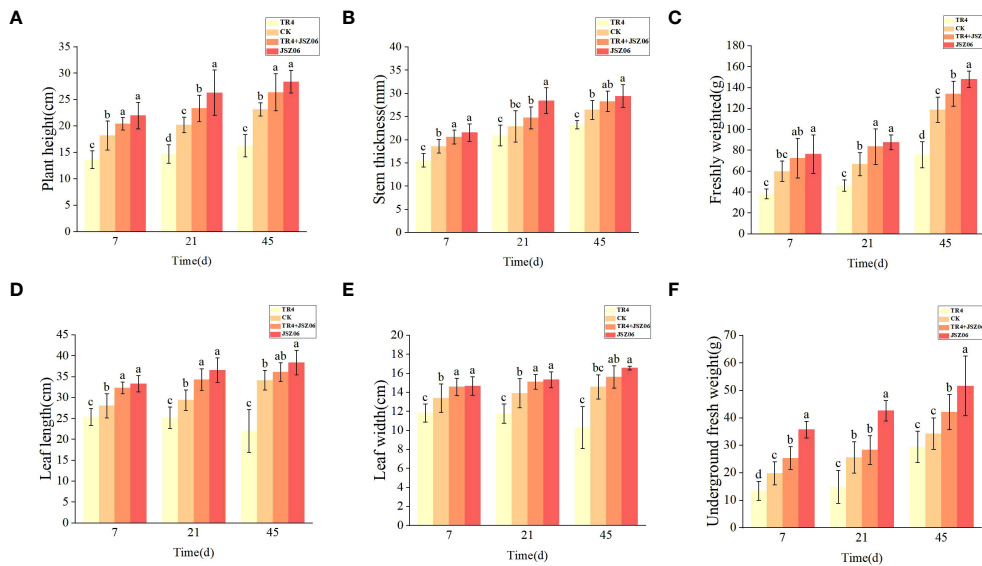 A
TR4
CK
TR4+JSZ06
JSZ06
Plant height(cm)
35
30
25
20
15
10
5
0
c b a a
d c b a
c b a a
7 21 45
Time(d)
B
TR4
CK
TR4+JSZ06
JSZ06
Stem thickness(mm)
40
35
30
25
20
15
10
5
0
c b a a
c bc b a
c b ab a
7 21 45
Time(d)
C
TR4
CK
TR4+JSZ06
JSZ06
Freshly weighted(g)
180
160
140
120
100
80
60
40
20
0
c bc ab a
c b a a
d c b a
7 21 45
Time(d)
D
TR4
CK
TR4+JSZ06
JSZ06
Leaf length(cm)
45
40
35
30
25
20
15
10
5
0
c b a a
c b a a
c b ab a
7 21 45
Time(d)
E
TR4
CK
TR4+JSZ06
JSZ06
Leaf width(cm)
20
18
16
14
12
10
8
6
4
2
0
c b a a
c b a a
c bc ab a
7 21 45
Time(d)
F
TR4
CK
TR4+JSZ06
JSZ06
Underground fresh weight(g)
70
60
50
40
30
20
10
0
d c b a
c b b a
c c b a
7 21 45
Time(d)